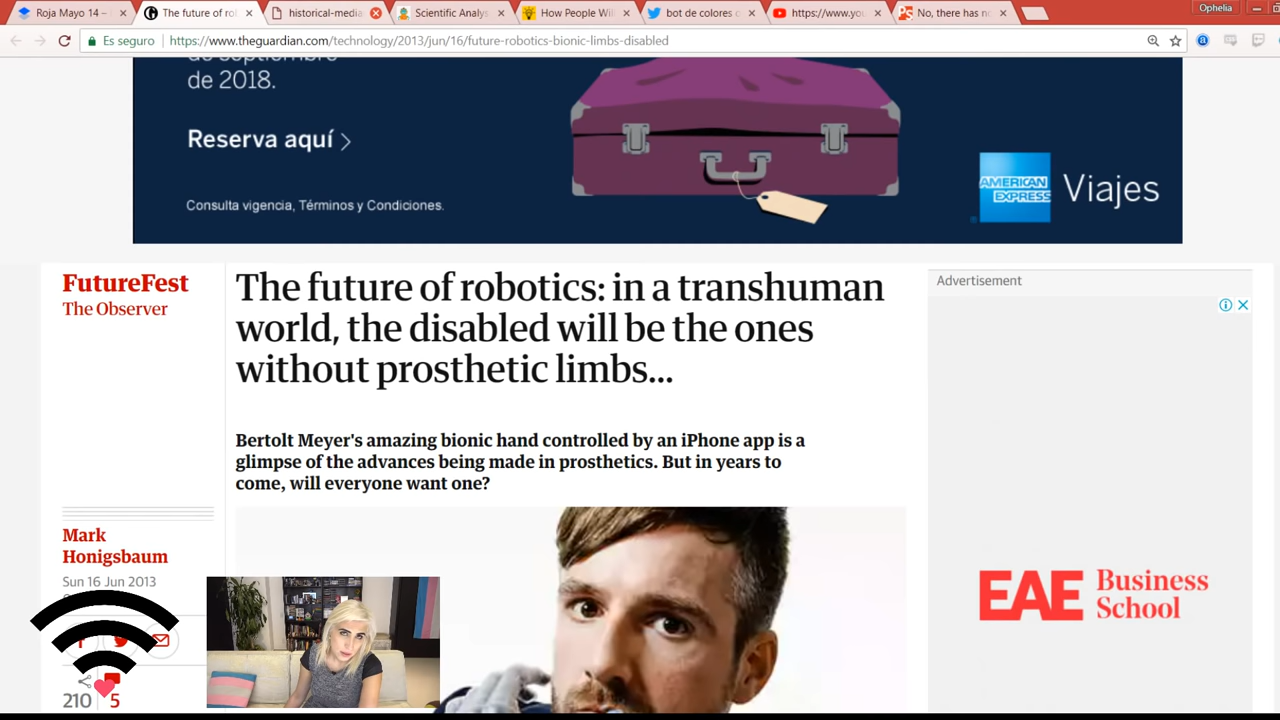 Roja Mayo 14 –
The future of rob
historical-media
Scientific Analys
How People Wil
bot de colores c
https://www.you
No, there has no
Ophelia
Es seguro
https://www.theguardian.com/technology/2013/jun/16/future-robotics-bionic-limbs-disabled
de 2018.
Reserva aquí
Consulta vigencia, Términos y Condiciones.
AMERICAN
EXPRESS
Viajes
FutureFest
The Observer
The future of robotics: in a transhuman
world, the disabled will be the ones
without prosthetic limbs...
Bertolt Meyer's amazing bionic hand controlled by an iPhone app is a
glimpse of the advances being made in prosthetics. But in years to
come, will everyone want one?
Mark
Honigsbaum
Sun 16 Jun 2013
210
5
Advertisement
EAE Business
School